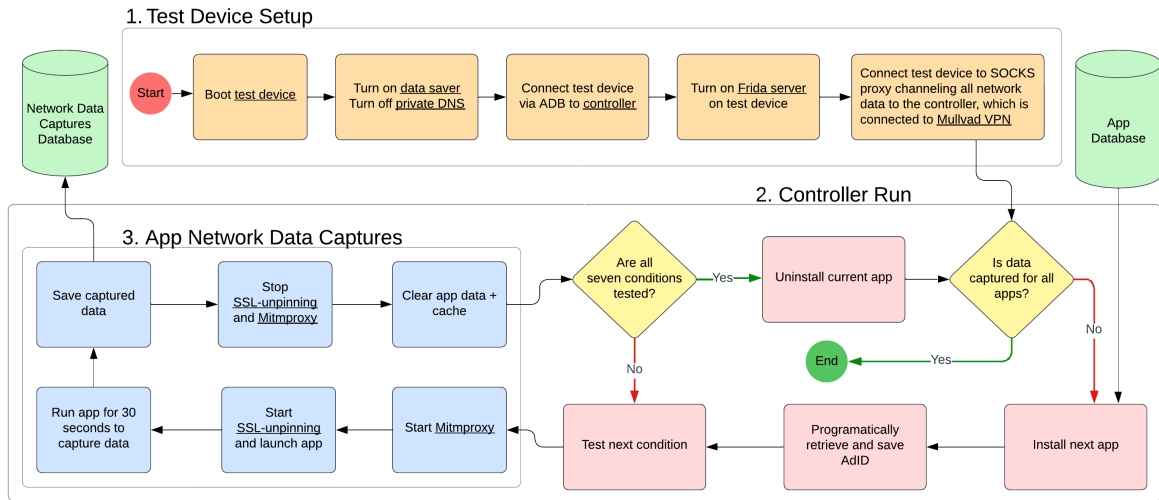 1. Test Device Setup
Network Data
Captures
Database
Start
Boot test device
Turn on data saver
Turn off private DNS
Connect test device
via ADB to controller
Turn on Frida server
on test device
Connect test device to SOCKS
proxy channeling all network
data to the controller, which is
connected to Mullvad VPN
App
Database
2. Controller Run
3. App Network Data Captures
Save captured
data
Stop
SSL-unpinning
and Mitmproxy
Clear app data +
cache
Are all
seven conditions
tested?
Yes
Uninstall current app
Is data
captured for all
apps?
No
Yes
End
No
Run app for 30
seconds to
capture data
Start
SSL-unpinning
and launch app
Start Mitmproxy
Test next condition
Programatically
retrieve and save
AdID
Install next app